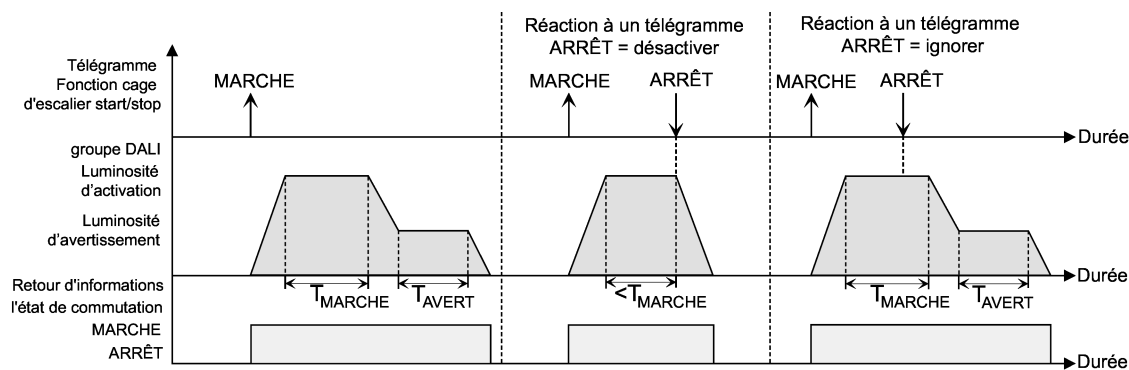 Réaction à un télégramme
ARRÊT = désactiver
Réaction à un télégramme
ARRÊT = ignorer
Télégramme
Fonction cage
d'escalier start/stop
MARCHE
MARCHE
ARRÊT
MARCHE
ARRÊT
Durée
groupe DALI
Luminosité
d'activation
Luminosité
d'avertissement
Durée
Retour d'informations
l'état de commutation
TMARCHE
TAVERT
<TMARCHE
TMARCHE
TAVERT
MARCHE
ARRÊT
Durée